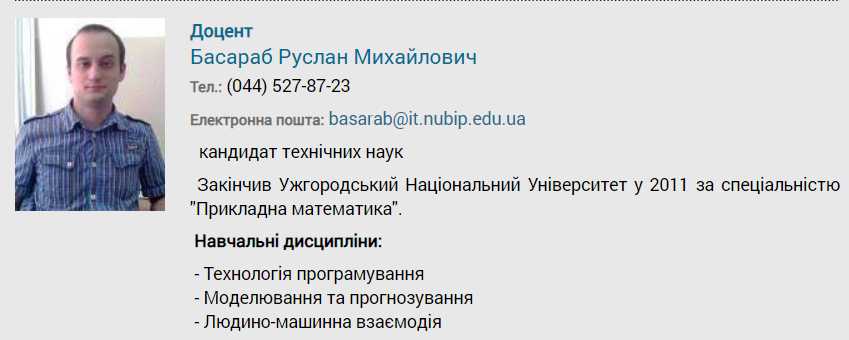 Доцент
Басараб Руслан Михайлович
Тел.: (044) 527-87-23
Електронна пошта: basarab@it.nubip.edu.ua
кандидат технічних наук
Закінчив Ужгородський Національний Університет у 2011 за спеціальністю
"Прикладна математика".
Навчальні дисципліни:
- Технологія програмування
- Моделювання та прогнозування
- Людино-машинна взаємодія